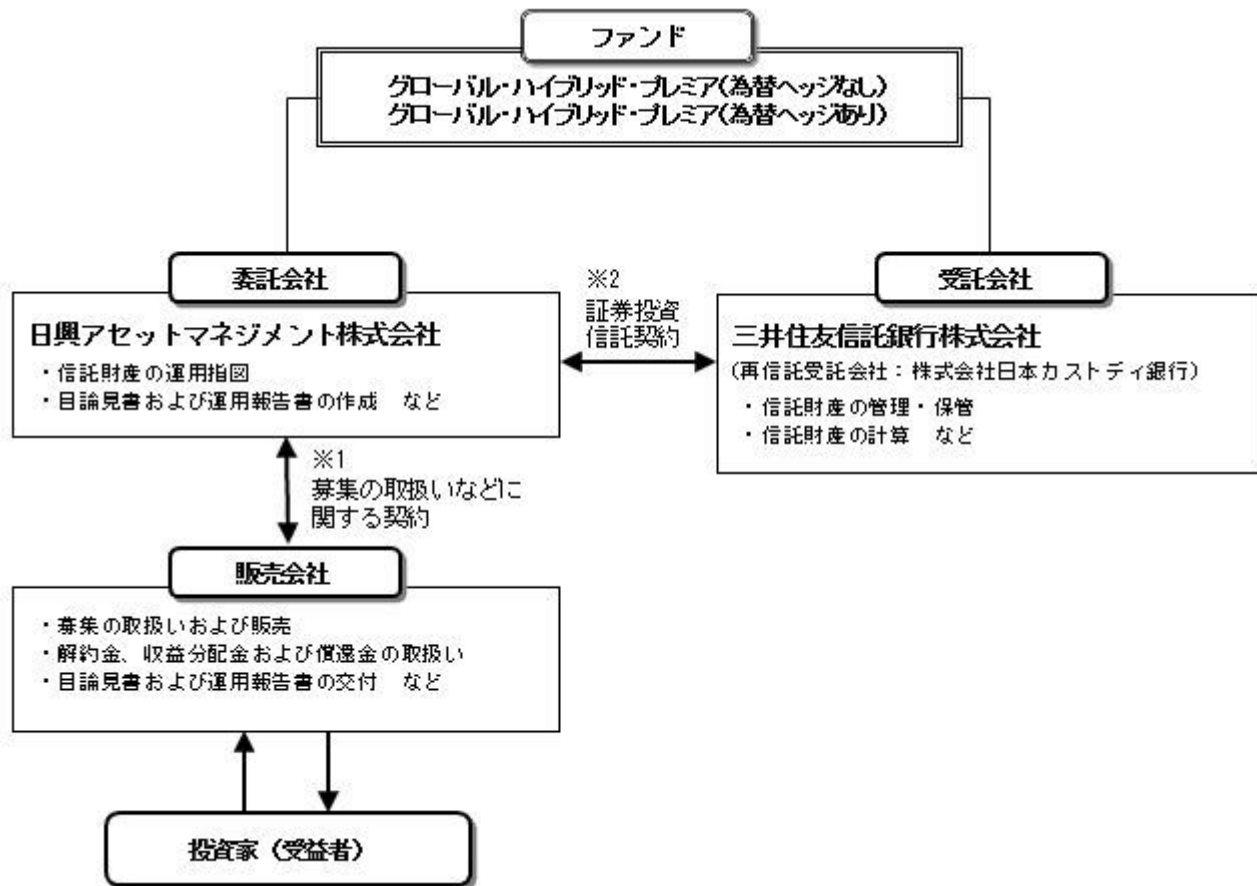 ファンド
グローバル・ハイブリッド・プレミア(為替ヘッジなし)
グローバル・ハイブリッド・プレミア(為替ヘッジあり)
委託会社
日興アセットマネジメント株式会社
・信託財産の運用指図
・目論見書および運用報告書の作成　など
※2
証券投資
信託契約
受託会社
三井住友信託銀行株式会社
(再信託受託会社：株式会社日本カストディ銀行)
・信託財産の管理・保管
・信託財産の計算　など
※1
募集の取扱いなどに
関する契約
販売会社
・募集の取扱いおよび販売
・解約金、収益分配金および償還金の取扱い
・目論見書および運用報告書の交付　など
投資家（受益者）